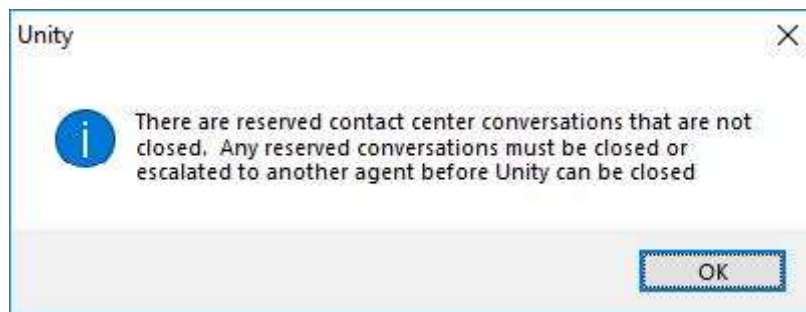 Unity
There are reserved contact center conversations that are not
closed.  Any reserved conversations must be closed or
escalated to another agent before Unity can be closed
OK